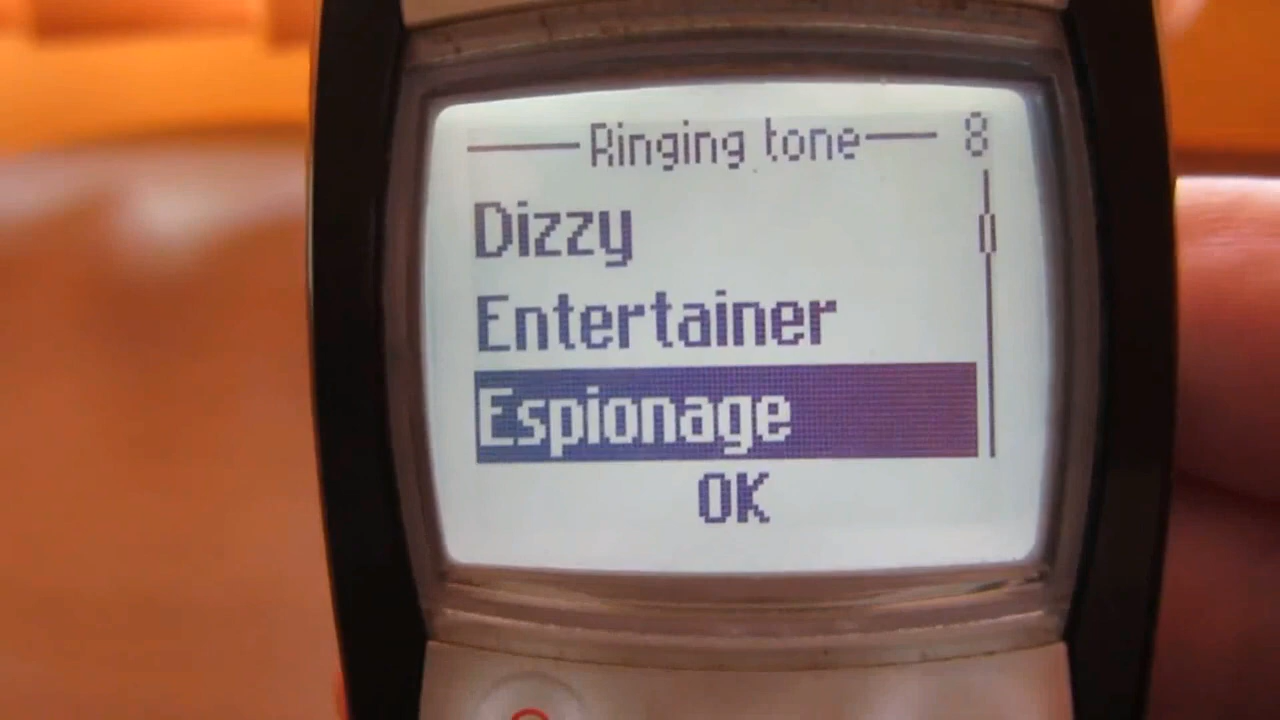 Ringing tone 8
Dizzy
Entertainer
Espionage
OK